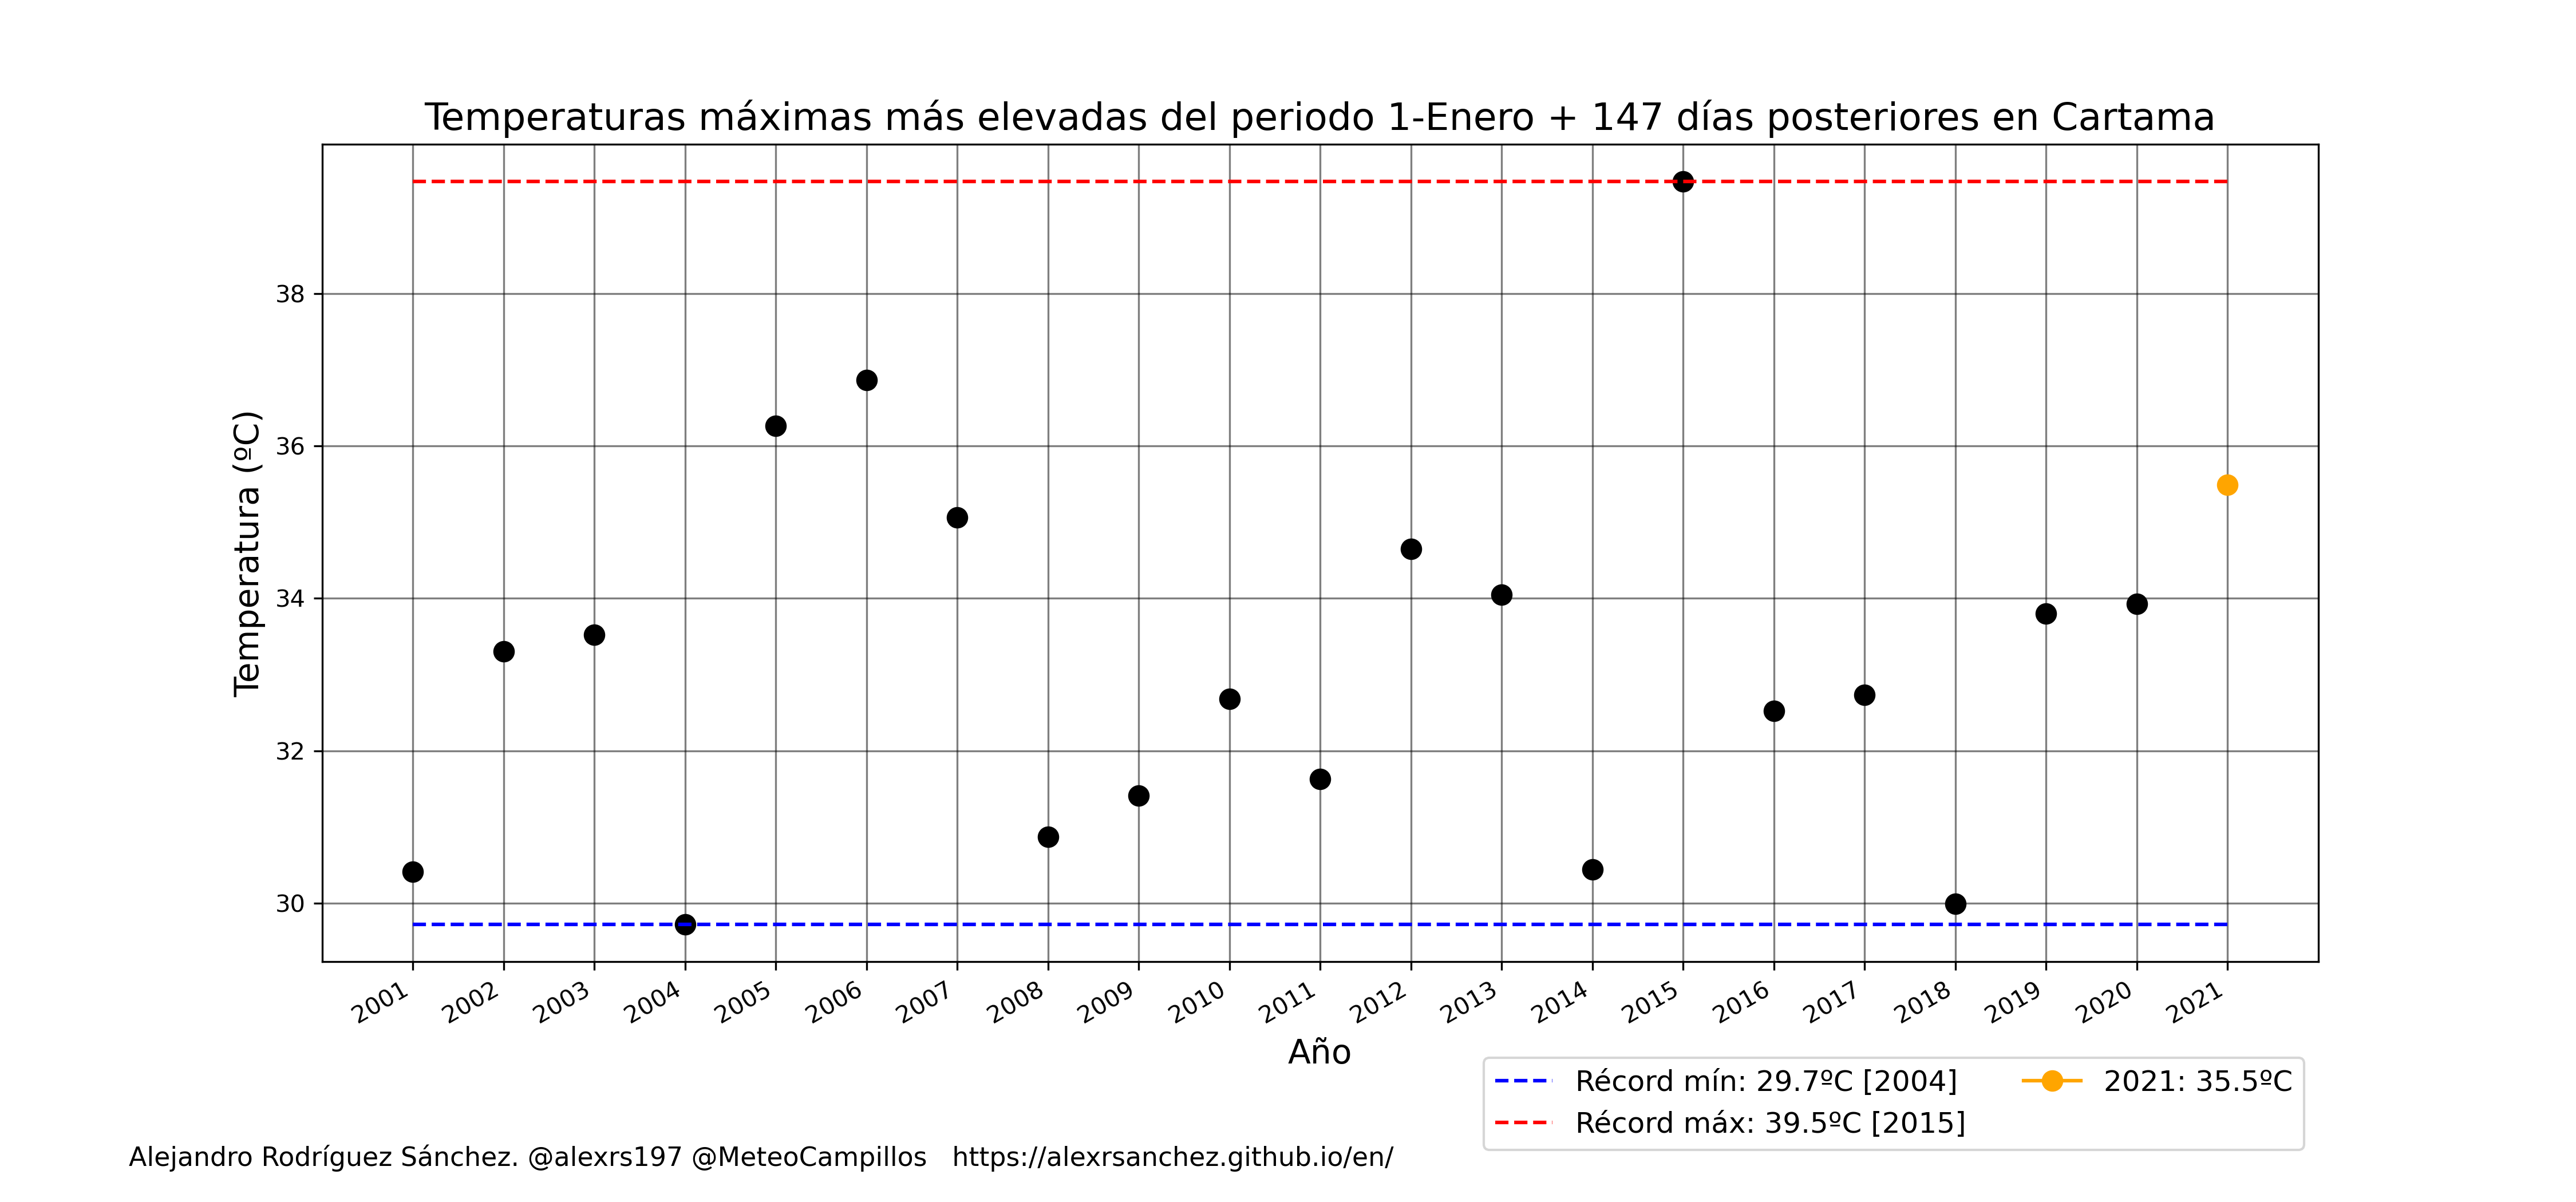 Temperaturas máximas más elevadas del periodo 1-Enero + 147 días posteriores en Cartama
Temperatura (ºC)
38
36
34
32
30
2001 2002 2003 2004 2005 2006 2007 2008 2009 2010 2011 2012 2013 2014 2015 2016 2017 2018 2019 2020 2021
Año
Récord mín: 29.7ºC [2004]
Récord máx: 39.5ºC [2015]
2021: 35.5ºC
Alejandro Rodríguez Sánchez. @alexrs197 @MeteoCampillos https://alexrsanchez.github.io/en/